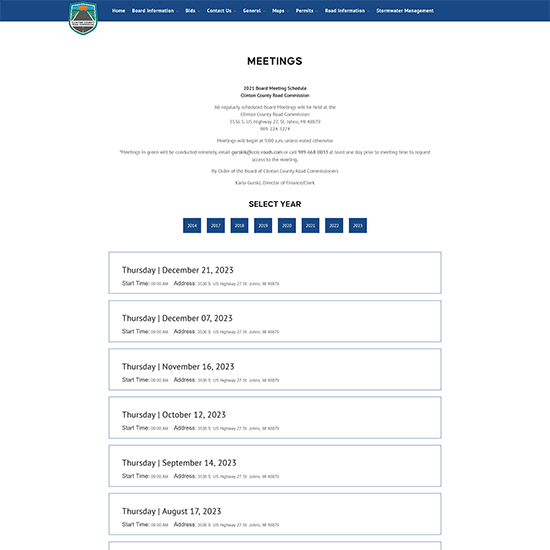 Home Board Information Bids Contact Us General Maps Permits Road Information Stormwater Management
MEETINGS
2021 Board Meeting Schedule
Clinton County Road Commission
All regularly scheduled Board Meetings will be held at the
Clinton County Road Commission
3536 S. US Highway 27, St. Johns, MI 48879
989-224-3274
Meetings will begin at 9:00 a.m. unless noted otherwise
*Meetings in green will be conducted remotely, email gurskik@ccrc-roads.com or call 989-668-0033 at least one day prior to meeting time to request
access to the meeting.
By Order of the Board of Clinton County Road Commissioners
Karla Gurski, Director of Finance/Clerk
SELECT YEAR
2014 2017 2018 2019 2020 2021 2022 2023
Thursday | December 21, 2023
Start Time: 09:00 AM Address: 3536 S. US Highway 27 St. Johns, MI 48879
Thursday | December 07, 2023
Start Time: 09:00 AM Address: 3536 S. US Highway 27 St. Johns, MI 48879
Thursday | November 16, 2023
Start Time: 09:00 AM Address: 3536 S. US Highway 27 St. Johns, MI 48879
Thursday | October 12, 2023
Start Time: 09:00 AM Address: 3536 S. US Highway 27 St. Johns, MI 48879
Thursday | September 14, 2023
Start Time: 09:00 AM Address: 3536 S. US Highway 27 St. Johns, MI 48879
Thursday | August 17, 2023
Start Time: 09:00 AM Address: 3536 S. US Highway 27 St. Johns, MI 48879